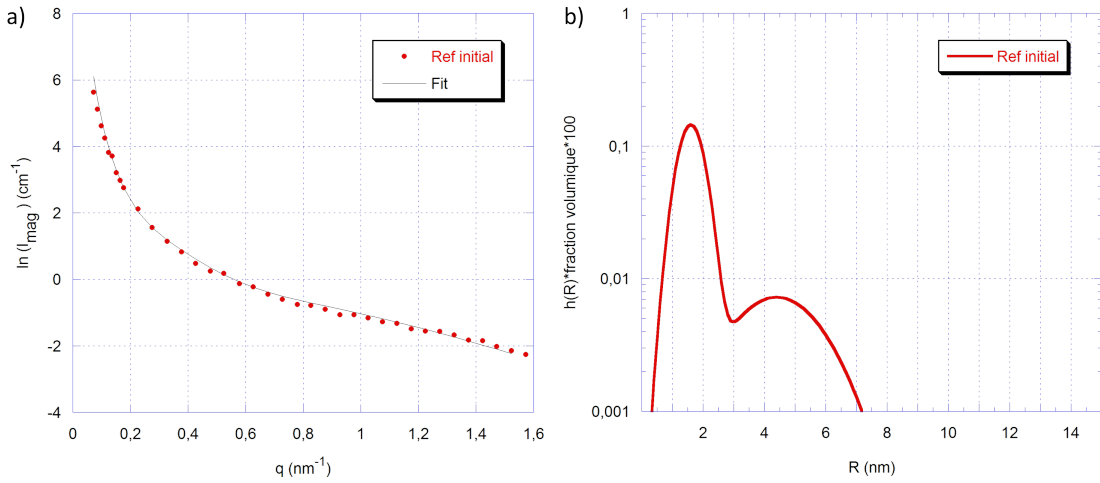 a)
8
6
4
2
0
-2
-4
ln (I_mag ) (cm⁻¹)
Ref initial
Fit
0 0,2 0,4 0,6 0,8 1 1,2 1,4 1,6
q (nm⁻¹)
b)
1
0,1
0,01
0,001
h(R)*fraction volumique*100
Ref initial
2 4 6 8 10 12 14
R (nm)